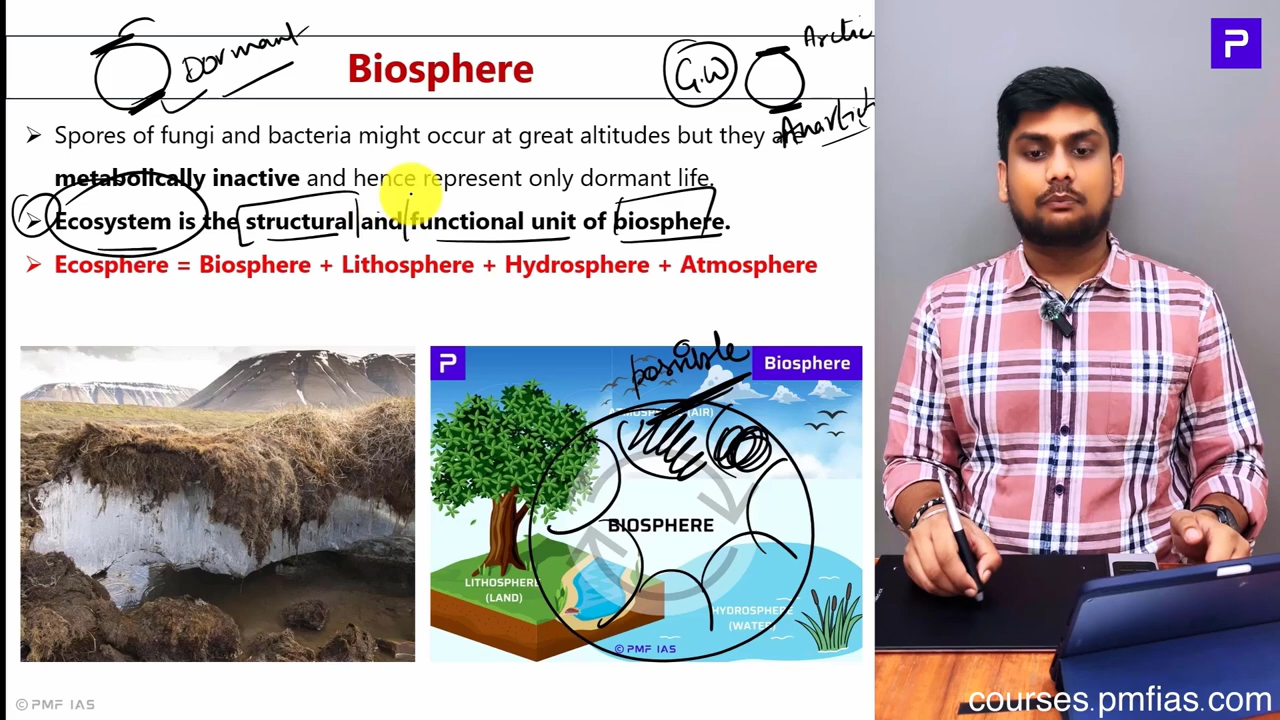 Dormant
Biosphere
G.W
Arctic
P
➢ Spores of fungi and bacteria might occur at great altitudes but they
metabolically inactive and hence represent only dormant life.
➢ Ecosystem is the structural and functional unit of biosphere.
➢ Ecosphere = Biosphere + Lithosphere + Hydrosphere + Atmosphere
possible
P
Biosphere
ATMOSPHERE (AIR)
BIOSPHERE
LITHOSPHERE
(LAND)
HYDROSPHERE
(WATER)
© PMF IAS
© PMF IAS
courses.pmfias.com